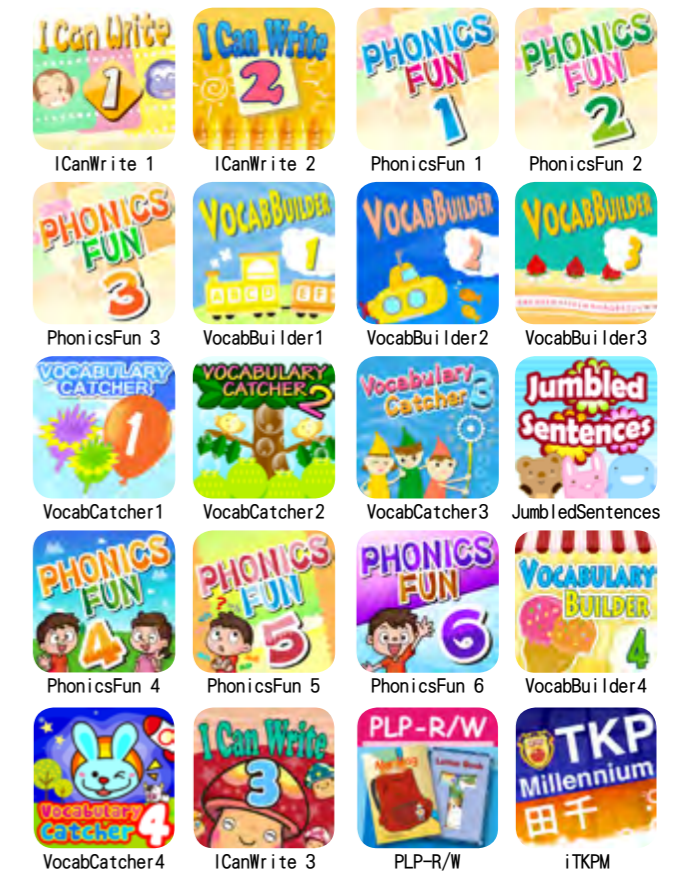 I Can Write
1
I Can Write
2
PHONICS
FUN
1
PHONICS
FUN
2
ICanWrite 1
ICanWrite 2
PhonicsFun 1
PhonicsFun 2
PHONICS
FUN
3
VOCABBUILDER
1
A B C D E F
VOCABBUILDER
2
VOCABBUILDER
3
PhonicsFun 3
VocabBuilder1
VocabBuilder2
VocabBuilder3
VOCABULARY
CATCHER
1
VOCABULARY
CATCHER
2
Vocabulary
Catcher
3
Jumbled
Sentences
VocabCatcher1
VocabCatcher2
VocabCatcher3
JumbledSentences
PHONICS
FUN
4
PHONICS
FUN
?
5
PHONICS
FUN
6
VOCABULARY
BUILDER
4
PhonicsFun 4
PhonicsFun 5
PhonicsFun 6
VocabBuilder4
C
Vocabulary
Catcher 4
I Can Write
3
PLP-R/W
Letter Book
TKP
Millennium
田千
VocabCatcher4
ICanWrite 3
PLP-R/W
iTKPM